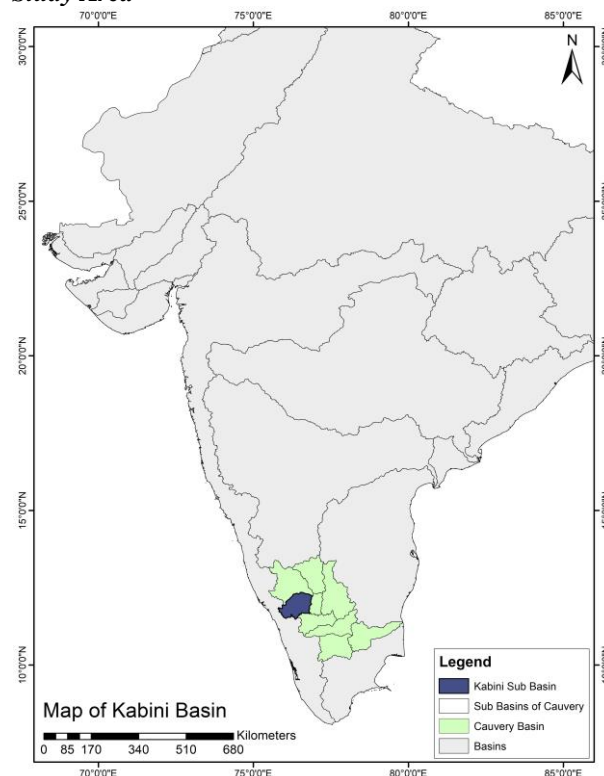 Study Area
70°0'0"E 75°0'0"E 80°0'0"E 85°0'0"E
N
30°0'0"N
25°0'0"N
20°0'0"N
15°0'0"N
10°0'0"N
Map of Kabini Basin
Kilometers
0 85 170 340 510 680
Legend
Kabini Sub Basin
Sub Basins of Cauvery
Cauvery Basin
Basins
70°0'0"E 75°0'0"E 80°0'0"E 85°0'0"E